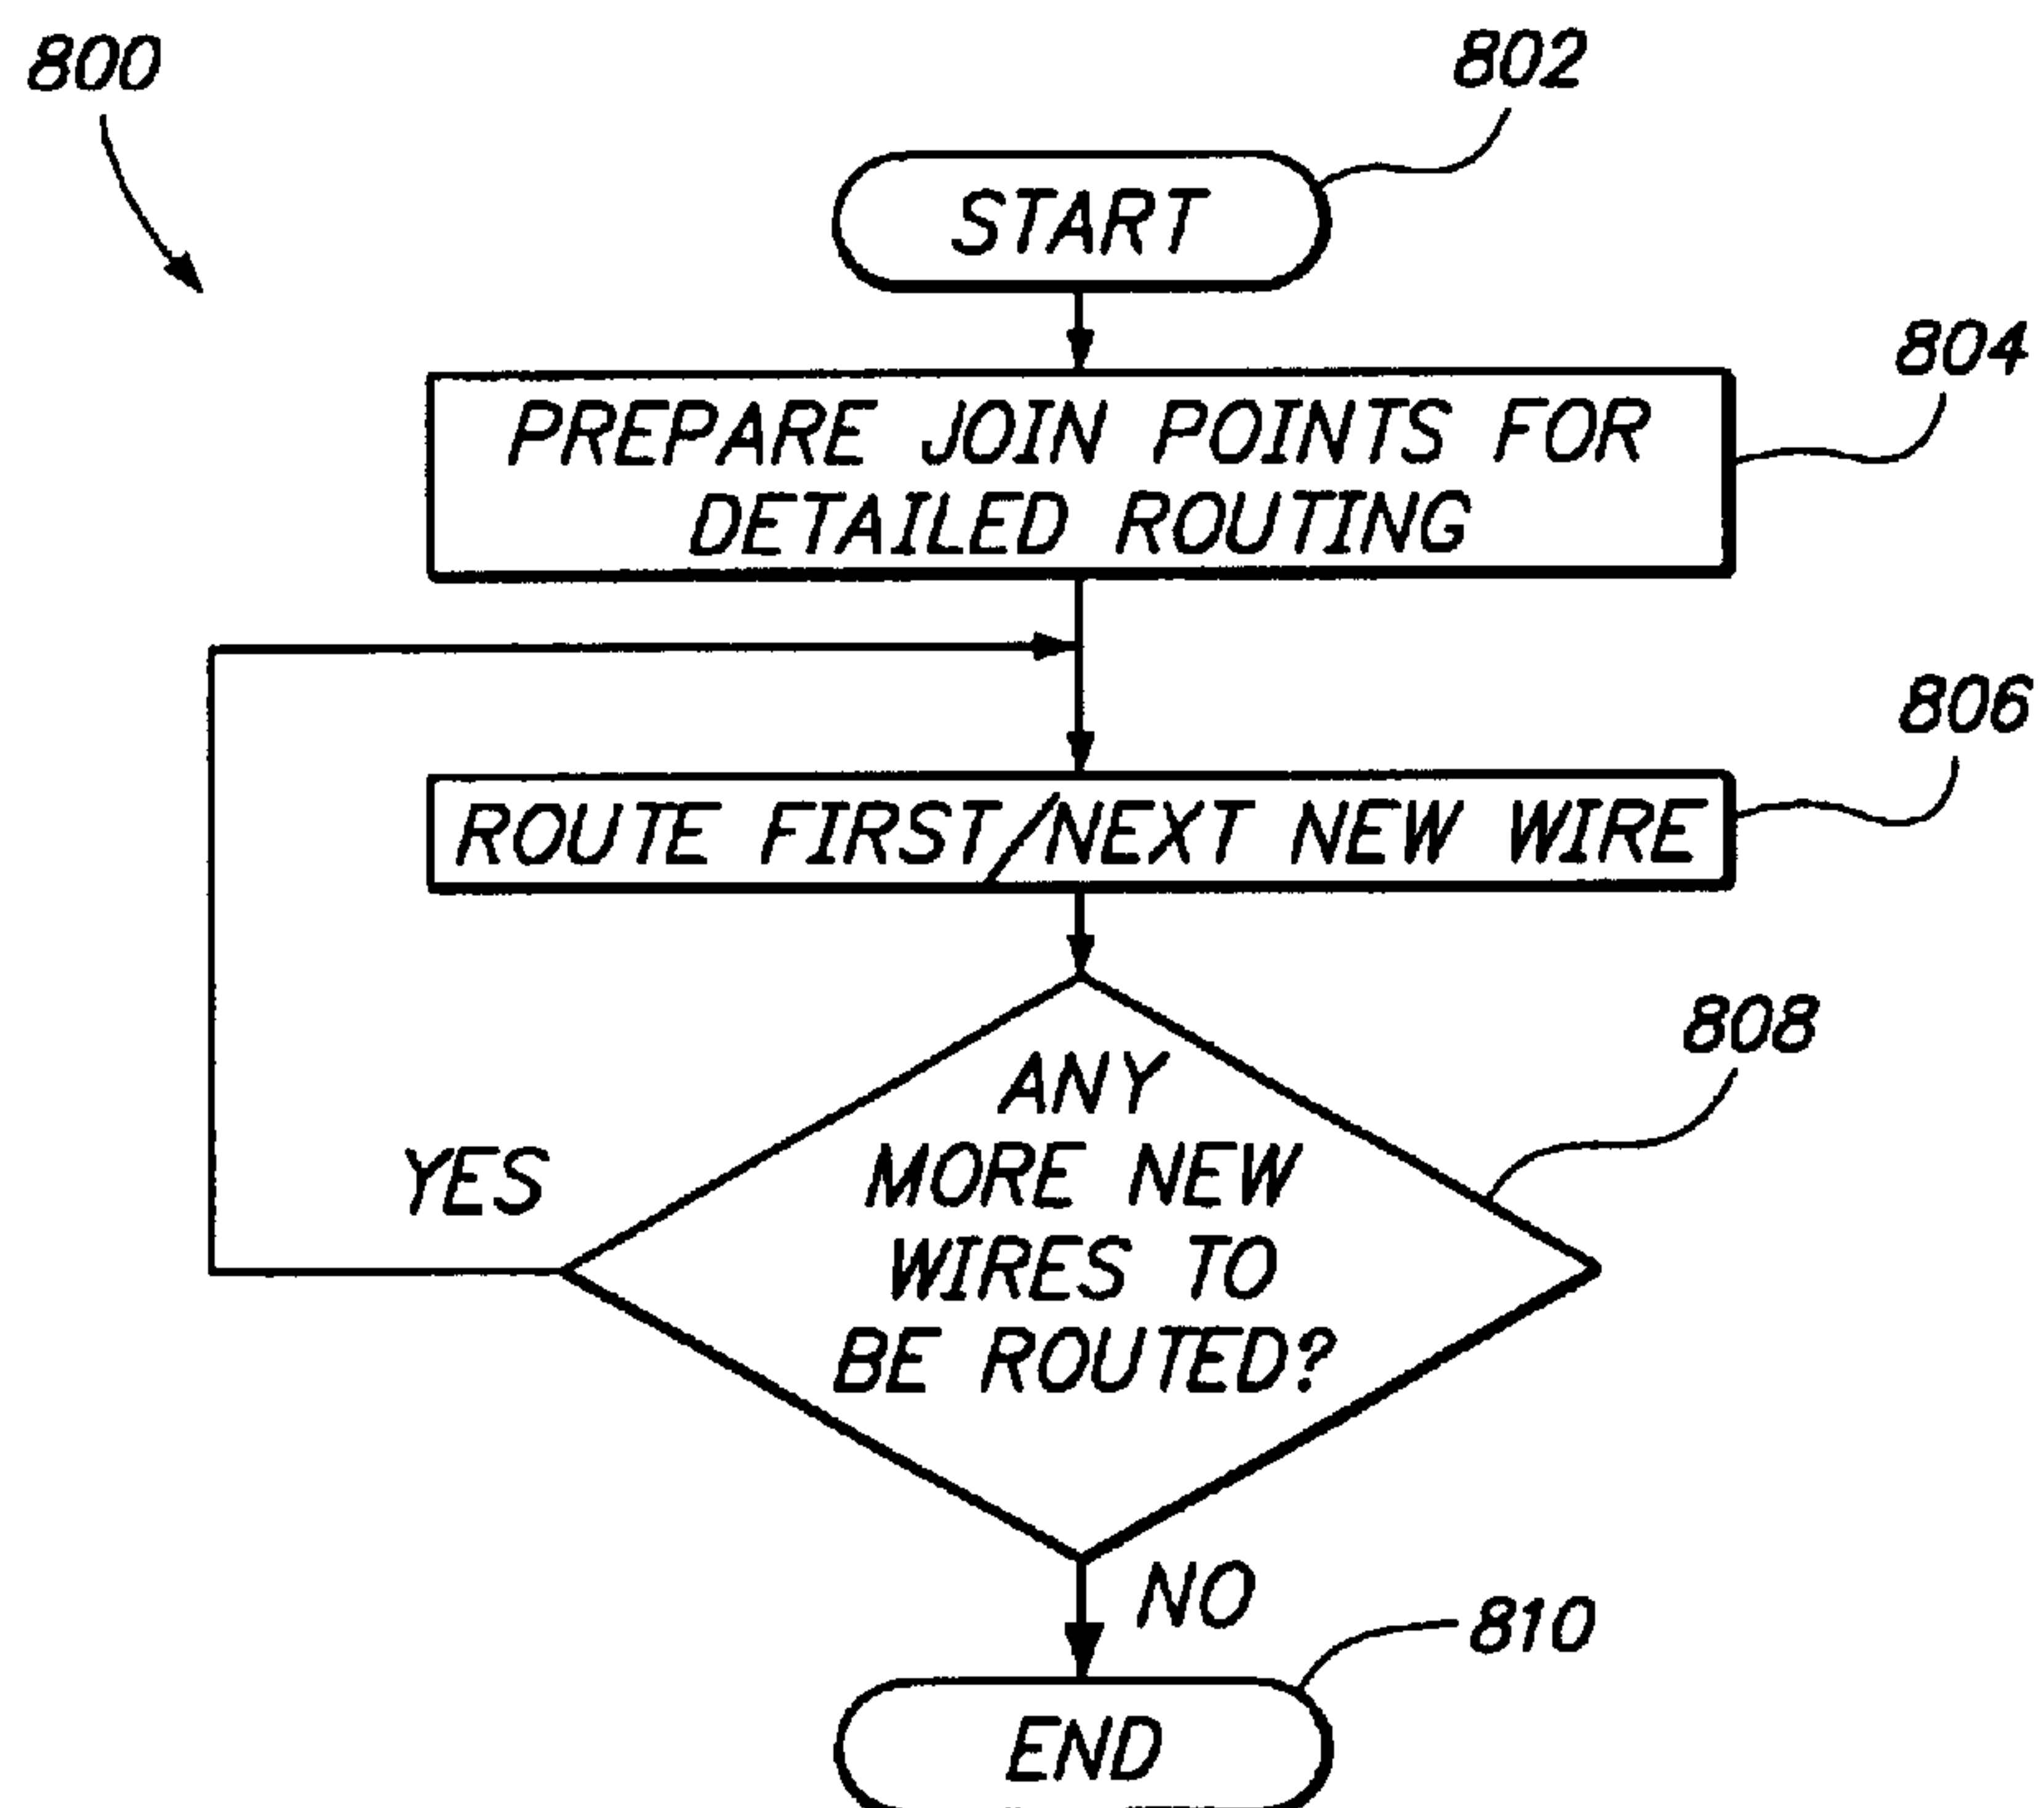 800
802
START
804
PREPARE JOIN POINTS FOR
DETAILED ROUTING
806
ROUTE FIRST/NEXT NEW WIRE
808
ANY
MORE NEW
WIRES TO
BE ROUTED?
YES
NO
810
END